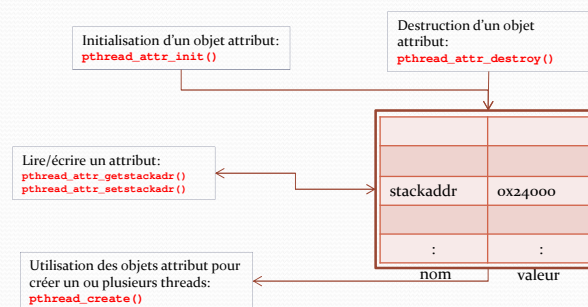 Initialisation d'un objet attribut:
pthread_attr_init()
Destruction d'un objet
attribut:
pthread_attr_destroy()
Lire/écrire un attribut:
pthread_attr_getstackadr()
pthread_attr_setstackadr()
stackaddr 0x24000
: :
nom valeur
Utilisation des objets attribut pour
créer un ou plusieurs threads:
pthread_create()